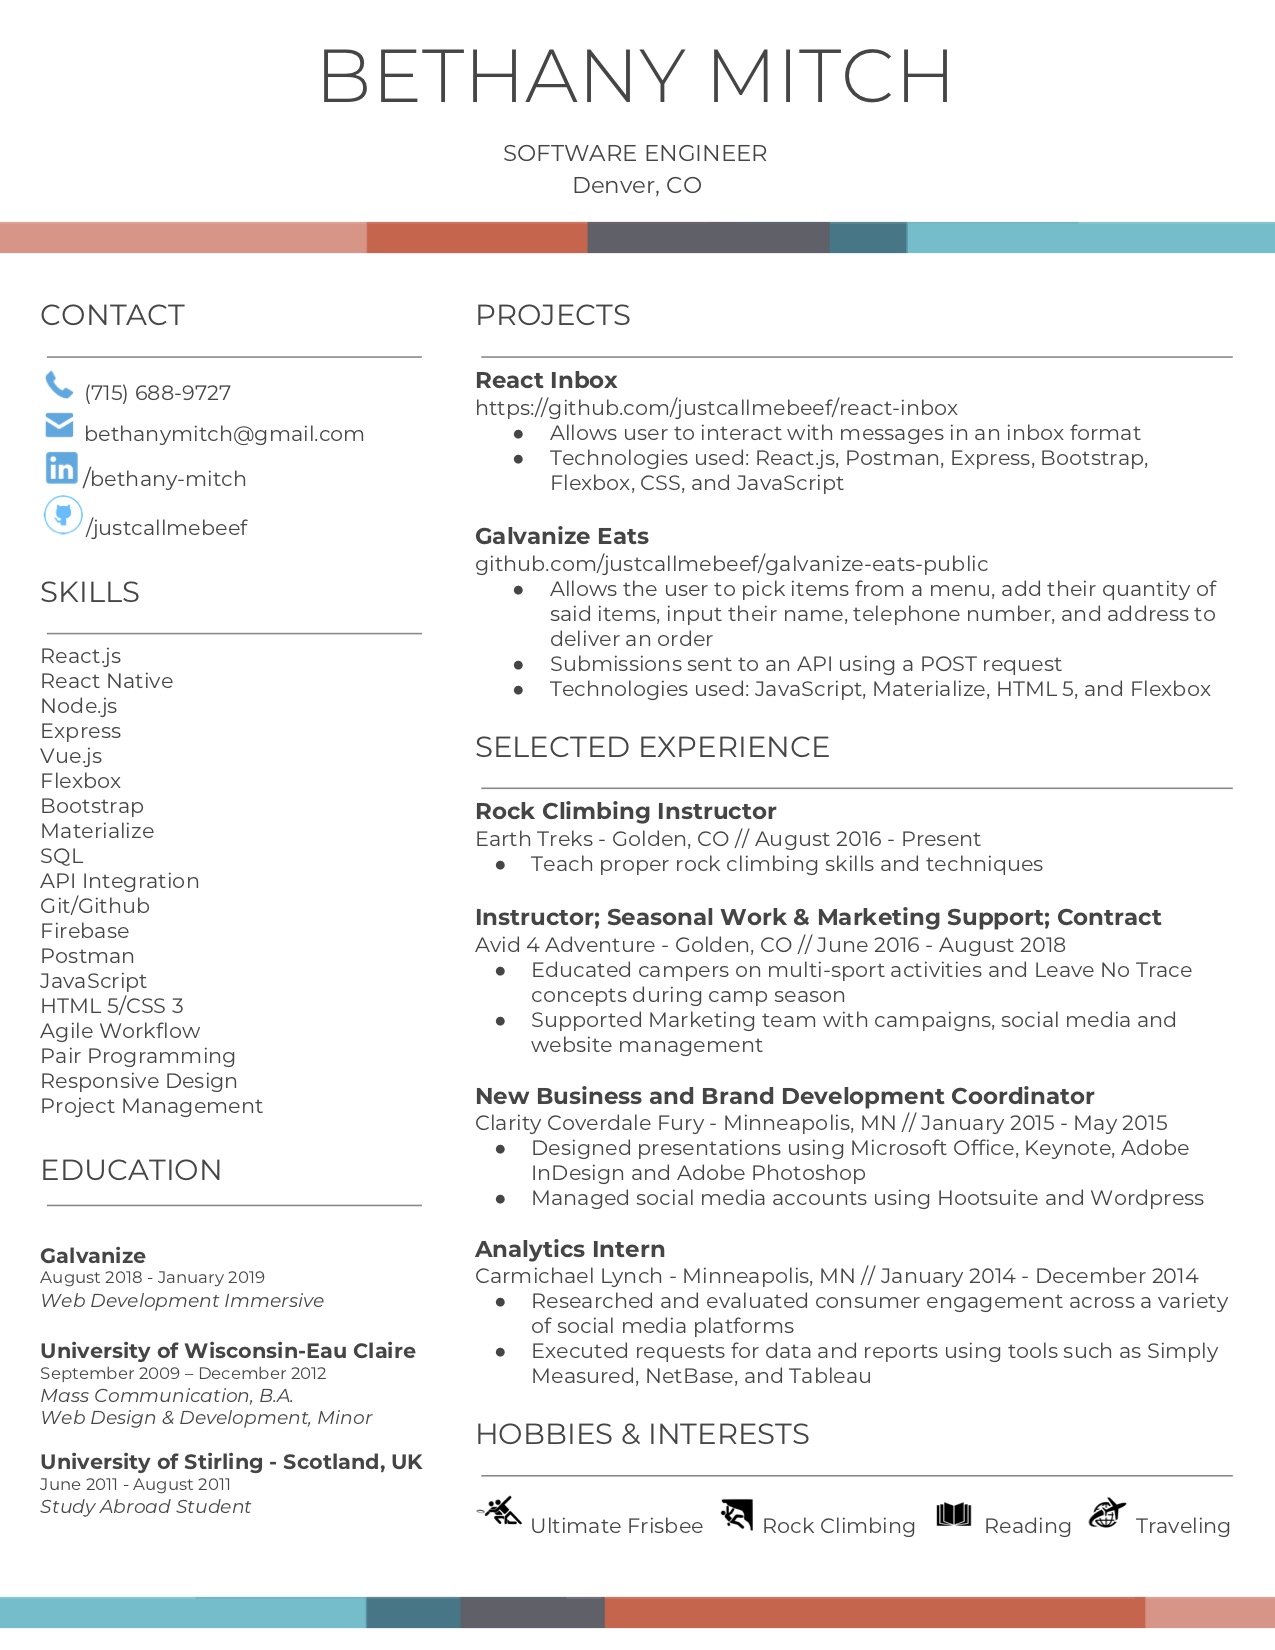 BETHANY MITCH
SOFTWARE ENGINEER
Denver, CO
CONTACT
(715) 688-9727
bethanymitch@gmail.com
in /bethany-mitch
/justcallmebeef
SKILLS
React.js
React Native
Node.js
Express
Vue.js
Flexbox
Bootstrap
Materialize
SQL
API Integration
Git/Github
Firebase
Postman
JavaScript
HTML 5/CSS 3
Agile Workflow
Pair Programming
Responsive Design
Project Management
EDUCATION
Galvanize
August 2018 - January 2019
Web Development Immersive
University of Wisconsin-Eau Claire
September 2009 – December 2012
Mass Communication, B.A.
Web Design & Development, Minor
University of Stirling - Scotland, UK
June 2011 - August 2011
Study Abroad Student
PROJECTS
React Inbox
https://github.com/justcallmebeef/react-inbox
● Allows user to interact with messages in an inbox format
● Technologies used: React.js, Postman, Express, Bootstrap,
Flexbox, CSS, and JavaScript
Galvanize Eats
github.com/justcallmebeef/galvanize-eats-public
● Allows the user to pick items from a menu, add their quantity of
said items, input their name, telephone number, and address to
deliver an order
● Submissions sent to an API using a POST request
● Technologies used: JavaScript, Materialize, HTML 5, and Flexbox
SELECTED EXPERIENCE
Rock Climbing Instructor
Earth Treks - Golden, CO // August 2016 - Present
● Teach proper rock climbing skills and techniques
Instructor; Seasonal Work & Marketing Support; Contract
Avid 4 Adventure - Golden, CO // June 2016 - August 2018
● Educated campers on multi-sport activities and Leave No Trace
concepts during camp season
● Supported Marketing team with campaigns, social media and
website management
New Business and Brand Development Coordinator
Clarity Coverdale Fury - Minneapolis, MN // January 2015 - May 2015
● Designed presentations using Microsoft Office, Keynote, Adobe
InDesign and Adobe Photoshop
● Managed social media accounts using Hootsuite and Wordpress
Analytics Intern
Carmichael Lynch - Minneapolis, MN // January 2014 - December 2014
● Researched and evaluated consumer engagement across a variety
of social media platforms
● Executed requests for data and reports using tools such as Simply
Measured, NetBase, and Tableau
HOBBIES & INTERESTS
Ultimate Frisbee Rock Climbing Reading Traveling